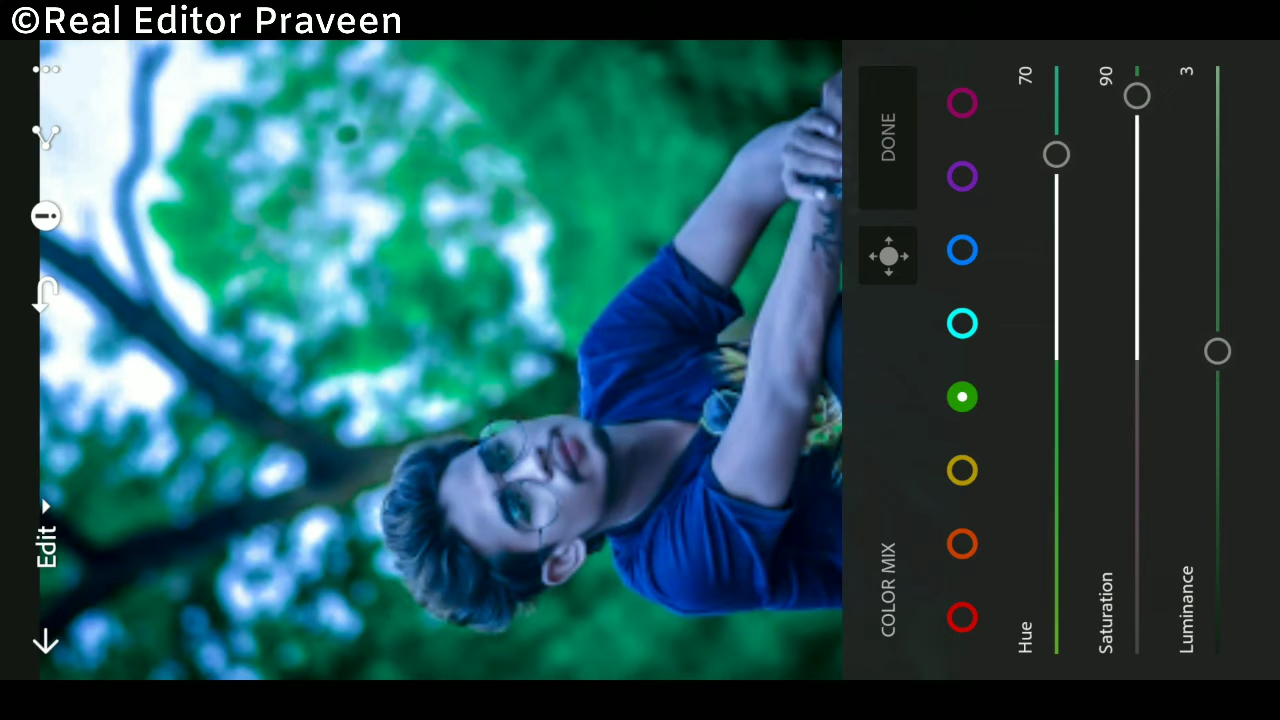 ©Real Editor Praveen
Edit
COLOR MIX
DONE
Hue
70
Saturation
90
Luminance
3